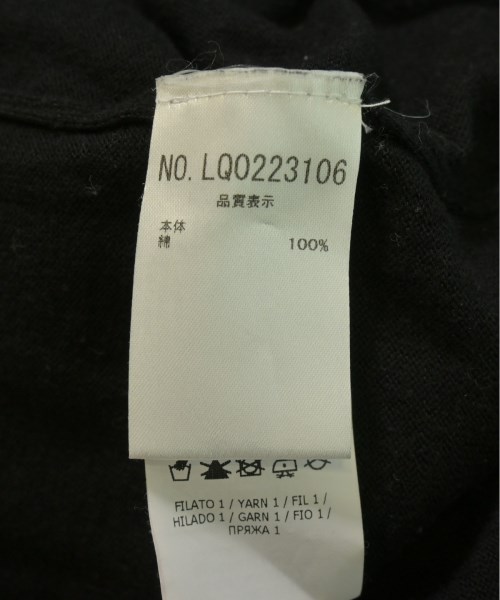 NO. LQ0223106
品質表示
本体
綿 100%
FILATO 1 / YARN 1 / FIL 1 /
HILADO 1 / GARN 1 / FIO 1 /
ПРЯЖА 1